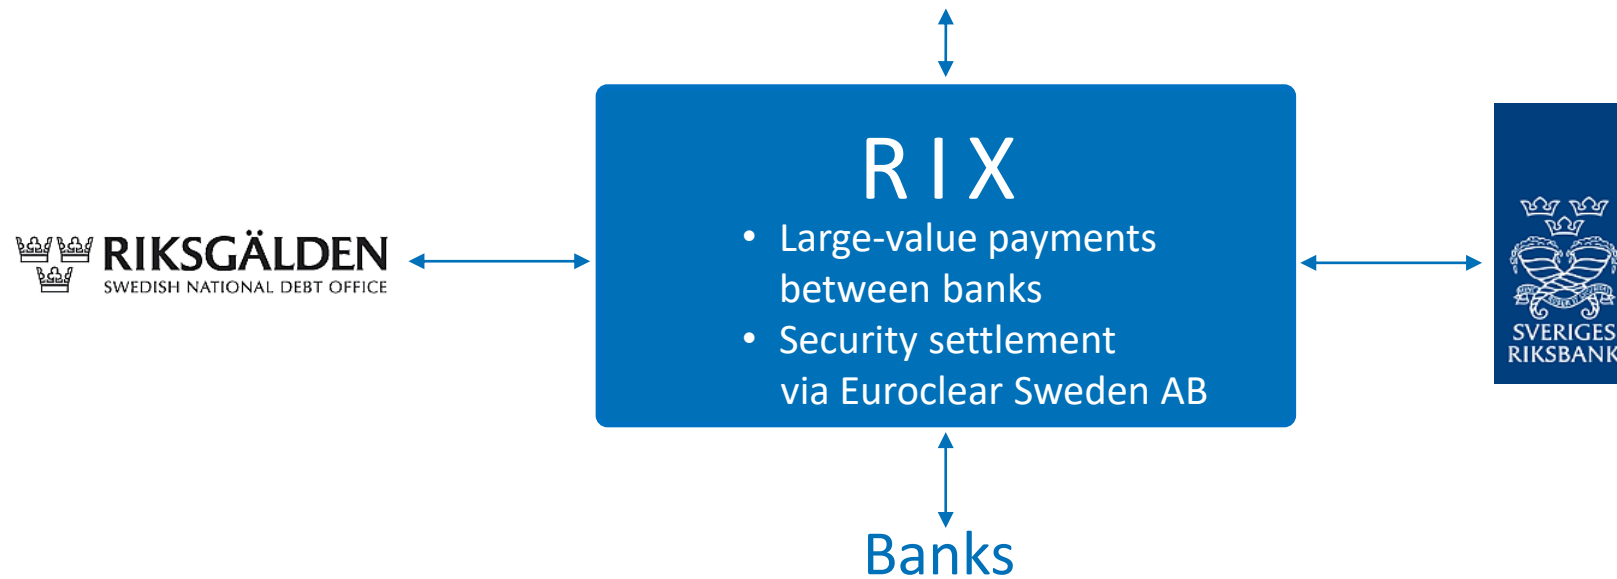 RIX
• Large-value payments
between banks
• Security settlement
via Euroclear Sweden AB
RIKSGÄLDEN
SWEDISH NATIONAL DEBT OFFICE
SVERIGES
RIKSBANK
Banks